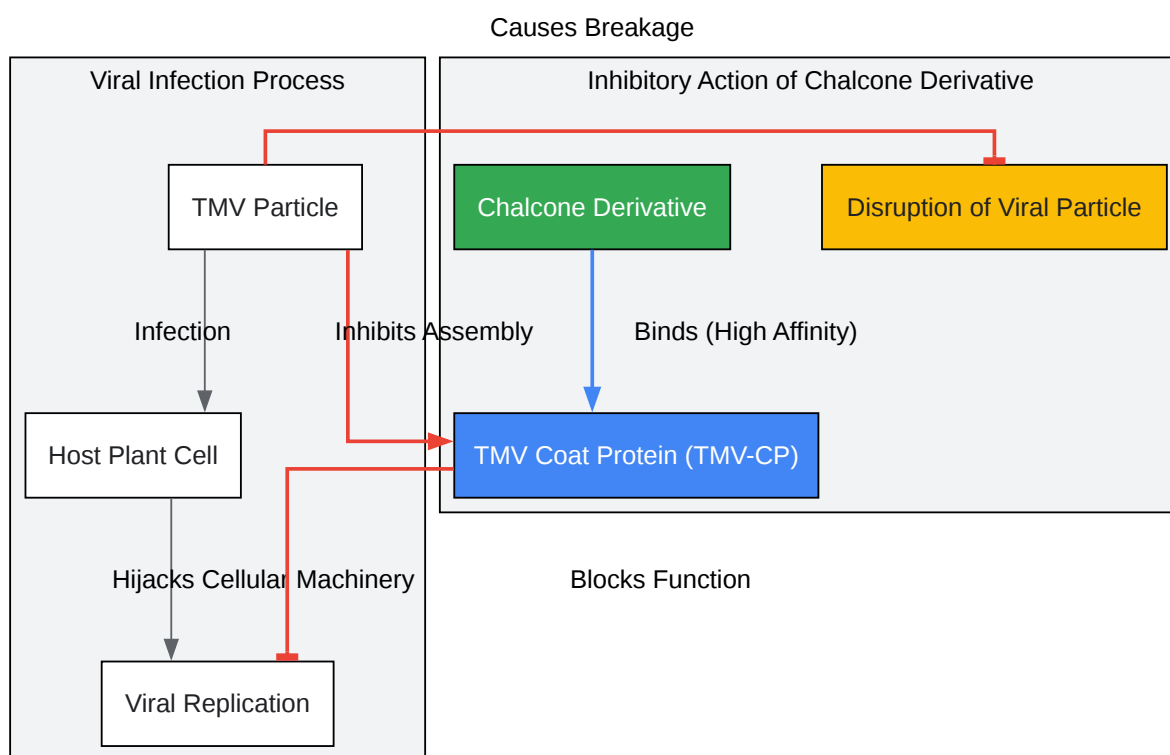 Causes Breakage
Viral Infection Process
Inhibitory Action of Chalcone Derivative
TMV Particle
Chalcone Derivative
Disruption of Viral Particle
Infection
Inhibits Assembly
Binds (High Affinity)
Host Plant Cell
TMV Coat Protein (TMV-CP)
Hijacks Cellular Machinery
Blocks Function
Viral Replication